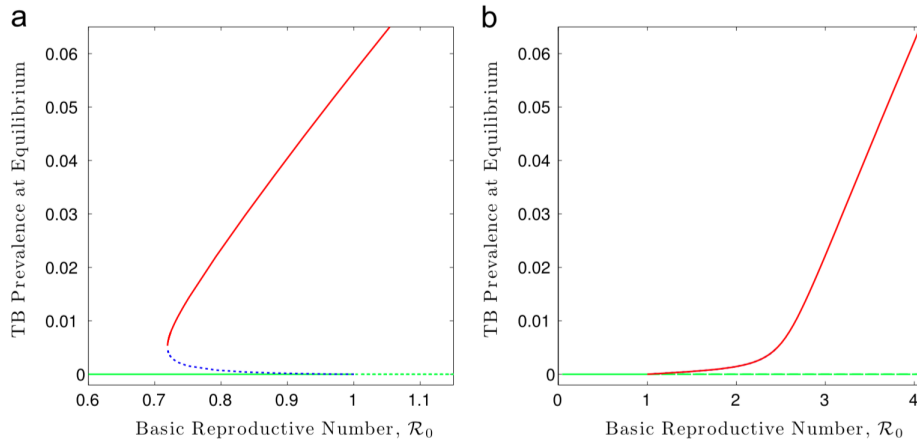 a
TB Prevalence at Equilibrium
0.06
0.05
0.04
0.03
0.02
0.01
0
0.6 0.7 0.8 0.9 1 1.1
Basic Reproductive Number, ℛ₀
b
TB Prevalence at Equilibrium
0.06
0.05
0.04
0.03
0.02
0.01
0
0 1 2 3 4
Basic Reproductive Number, ℛ₀